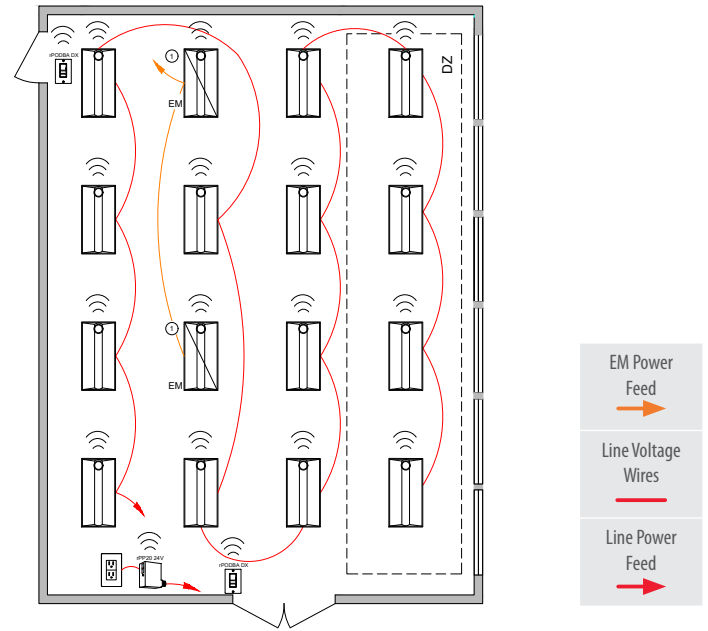 rPODBA DX
1
EM
DZ
1
EM
rPP20 24V
rPODBA DX
EM Power
Feed
Line Voltage
Wires
Line Power
Feed